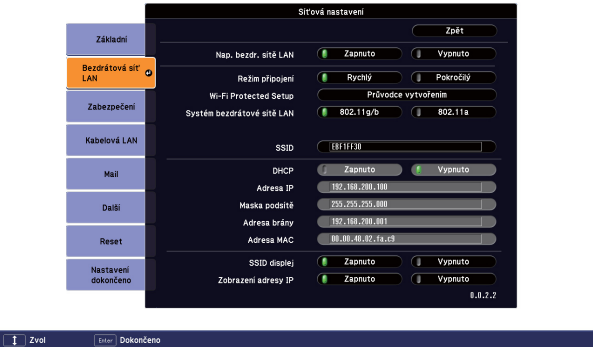 Síťová nastavení
Zpět
Základní
Bezdrátová síť
LAN
Zabezpečení
Kabelová LAN
Mail
Další
Reset
Nastavení
dokončeno
Nap. bezdr. sítě LAN Zapnuto Vypnuto
Režim připojení Rychlý Pokročilý
Wi-Fi Protected Setup Průvodce vytvořením
Systém bezdrátové sítě LAN 802.11g/b 802.11a
SSID EBF1FF30
DHCP Zapnuto Vypnuto
Adresa IP 192.168.200.100
Maska podsítě 255.255.255.000
Adresa brány 192.168.200.001
Adresa MAC 00.00.48.02.fa.c9
SSID displej Zapnuto Vypnuto
Zobrazení adresy IP Zapnuto Vypnuto
0.0.2.2
Zvol Enter Dokončeno